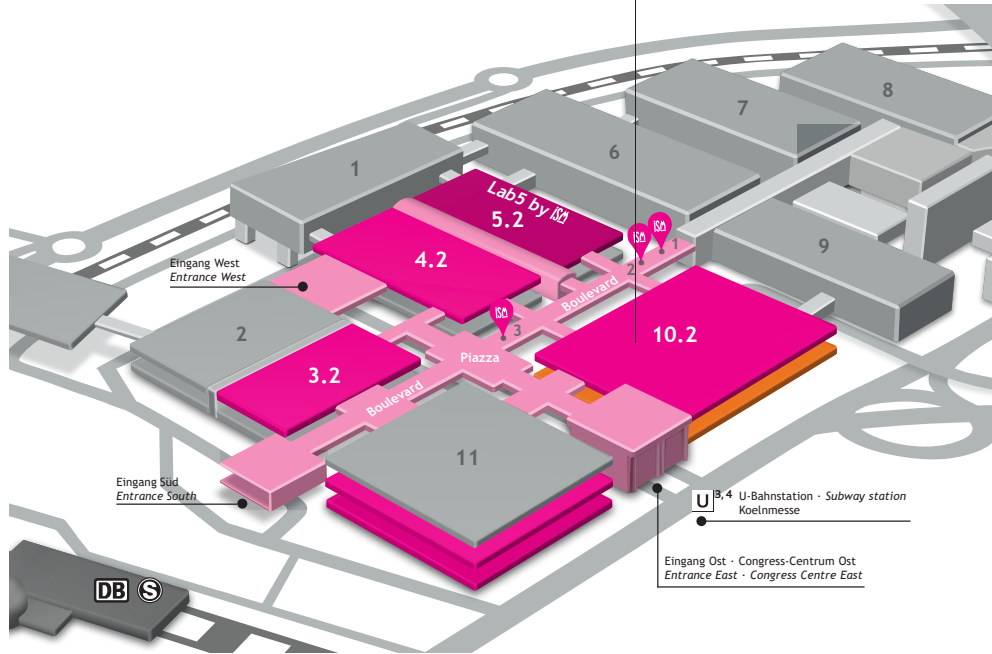 8
7
6
1
Lab5 by ISM
5.2
ISM
ISM
1
2
9
4.2
Eingang West
Entrance West
Boulevard
ISM
3
2
10.2
Piazza
3.2
Boulevard
11
Eingang Süd
Entrance South
U 3, 4 U-Bahnstation · Subway station
Koelnmesse
Eingang Ost · Congress-Centrum Ost
Entrance East · Congress Centre East
DB S